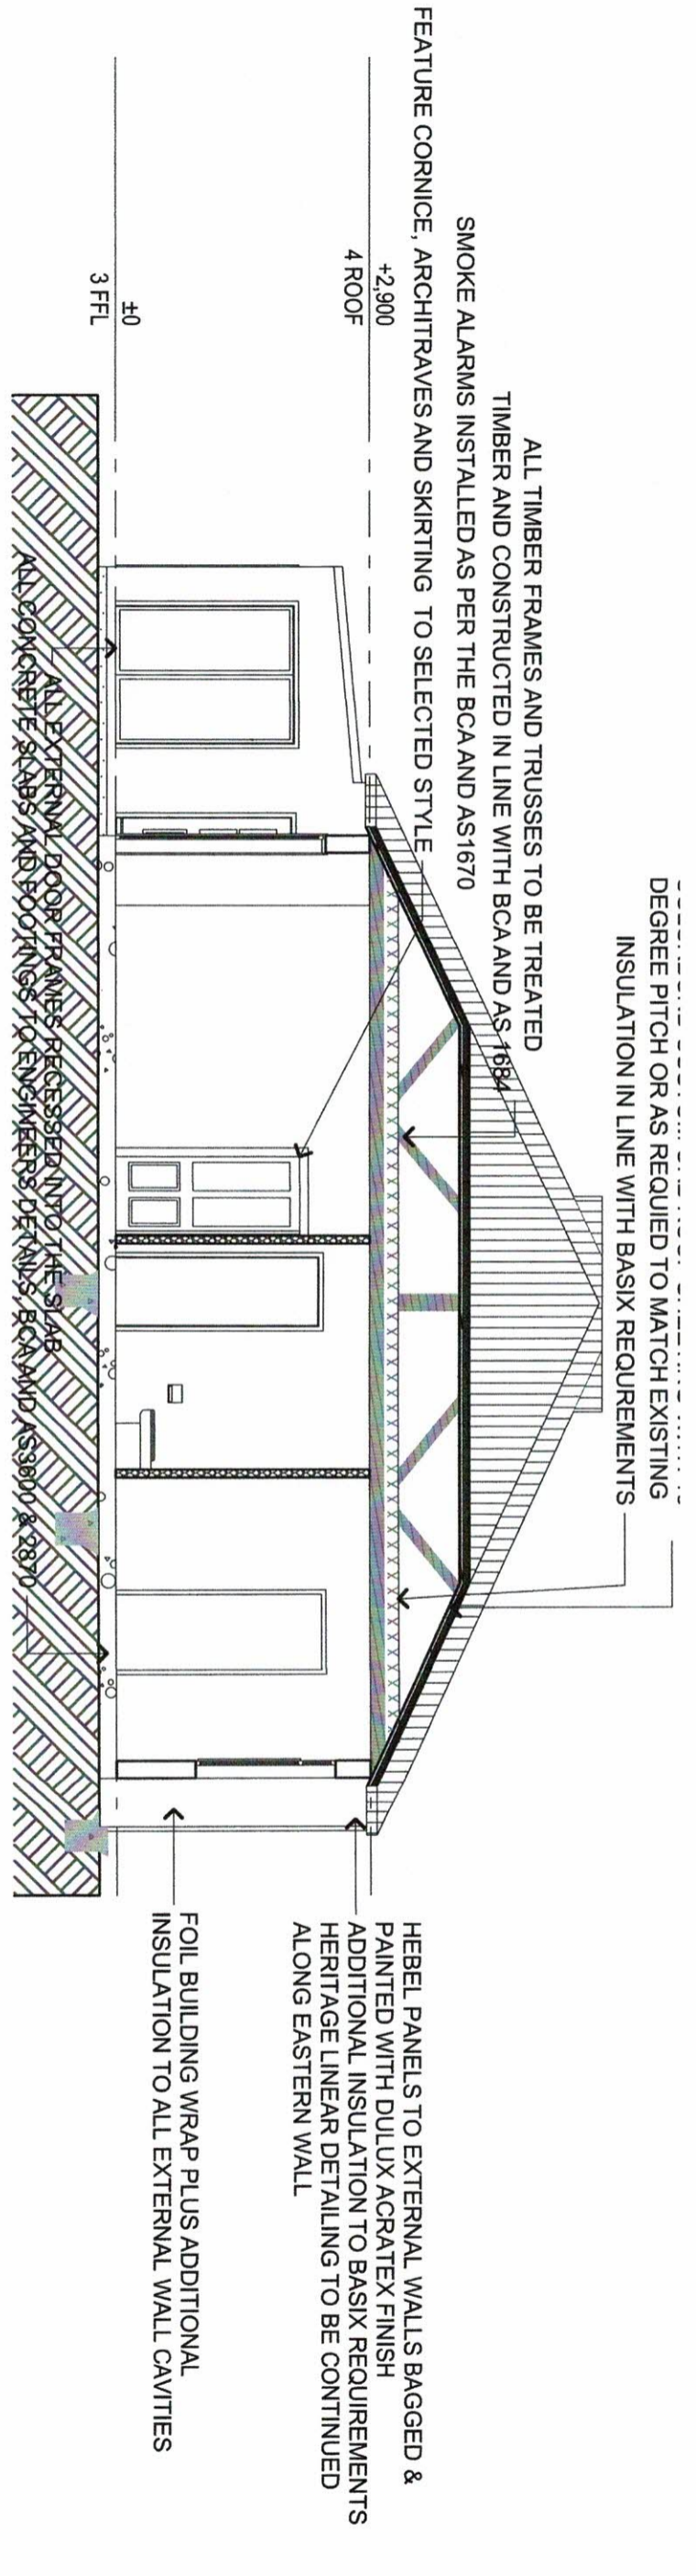 DEGREE PITCH OR AS REQUIED TO MATCH EXISTING
INSULATION IN LINE WITH BASIX REQUREMENTS
ALL TIMBER FRAMES AND TRUSSES TO BE TREATED
TIMBER AND CONSTRUCTED IN LINE WITH BCA AND AS 1684
SMOKE ALARMS INSTALLED AS PER THE BCA AND AS1670
FEATURE CORNICE, ARCHITRAVES AND SKIRTING TO SELECTED STYLE
+2,900
4 ROOF
±0
3 FFL
HEBEL PANELS TO EXTERNAL WALLS BAGGED &
PAINTED WITH DULUX ACRATEX FINISH
ADDITIONAL INSULATION TO BASIX REQUIREMENTS
HERITAGE LINEAR DETAILING TO BE CONTINUED
ALONG EASTERN WALL
FOIL BUILDING WRAP PLUS ADDITIONAL
INSULATION TO ALL EXTERNAL WALL CAVITIES
ALL EXTERNAL DOOR FRAMES RECESSED INTO THE SLAB
ALL CONCRETE SLABS AND FOOTINGS TO ENGINEERS DETAILS, BCA AND AS3600 & 2870